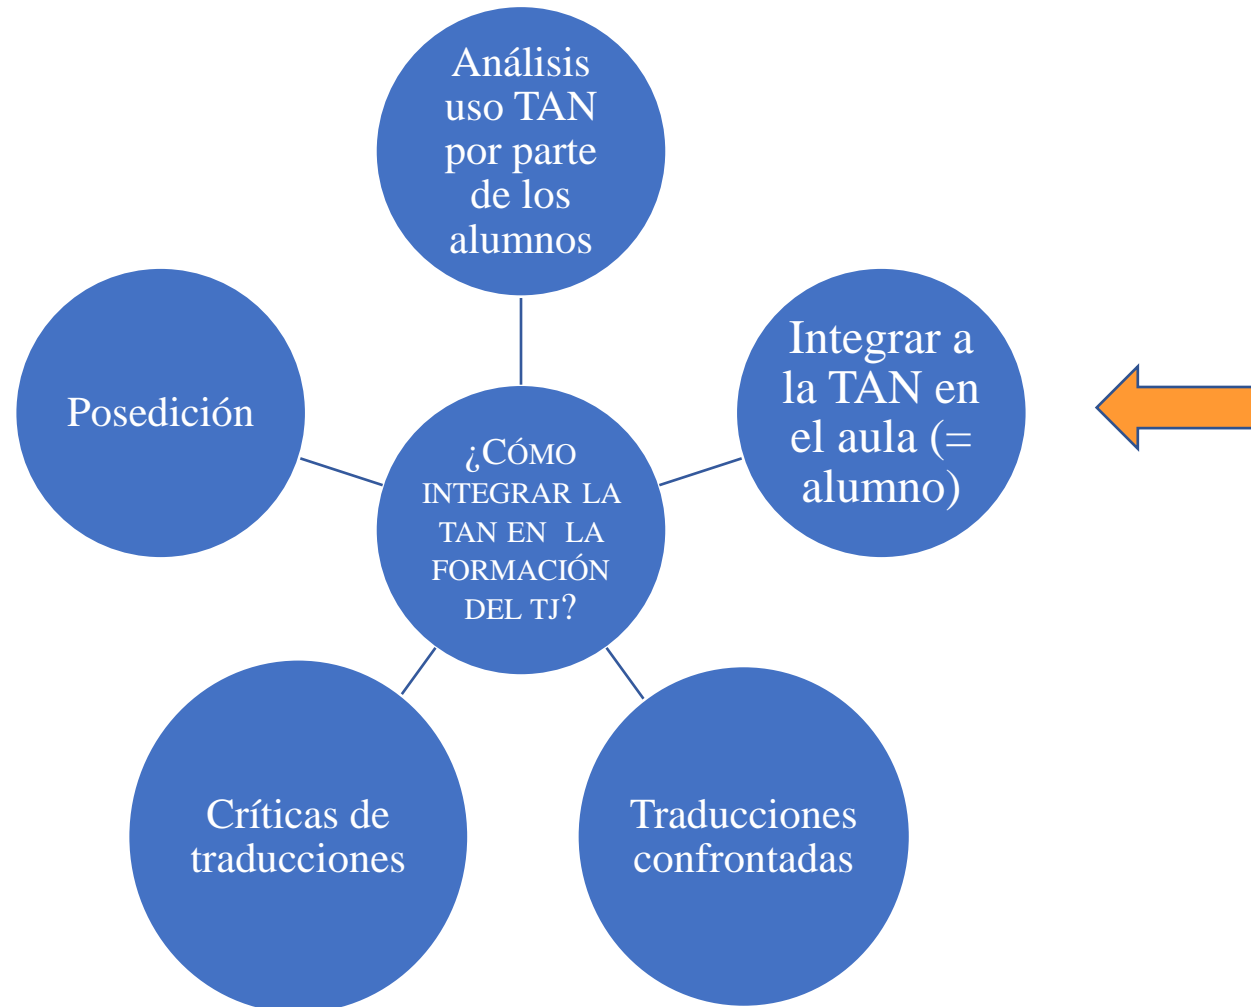 Análisis
uso TAN
por parte
de los
alumnos
Integrar a
la TAN en
el aula (=
alumno)
Posedición
¿CÓMO
INTEGRAR LA
TAN EN LA
FORMACIÓN
DEL TJ?
Críticas de
traducciones
Traducciones
confrontadas